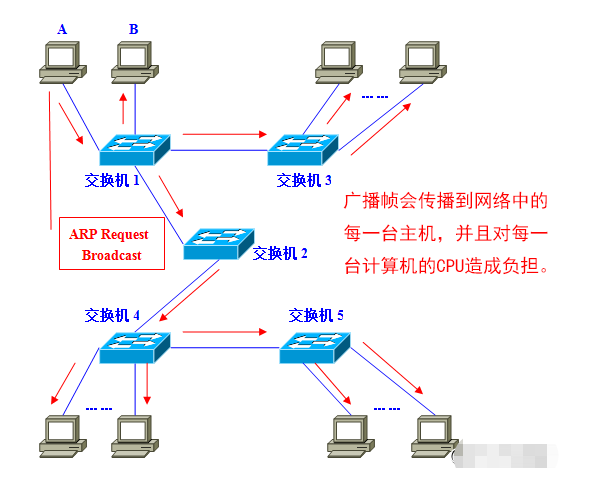 A
B
--- ---
交换机 1
交换机 3
广播帧会传播到网络中的
每一台主机，并且对每一
台计算机的CPU造成负担。
ARP Request
Broadcast
交换机 2
交换机 4
交换机 5
--- ---
--- ---